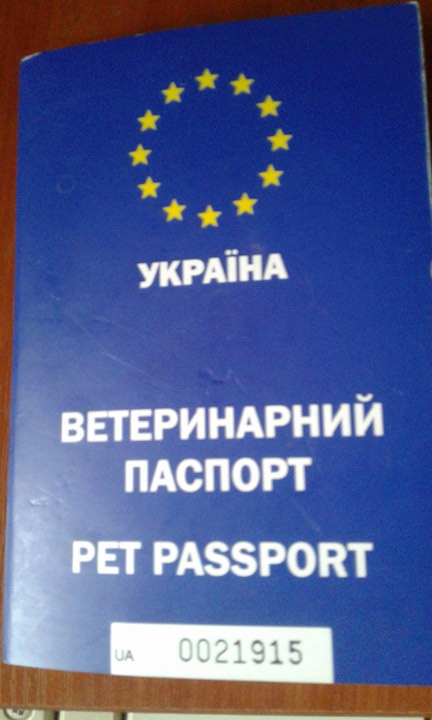 УКРАЇНА
ВЕТЕРИНАРНИЙ
ПАСПОРТ
PET PASSPORT
UA 0021915